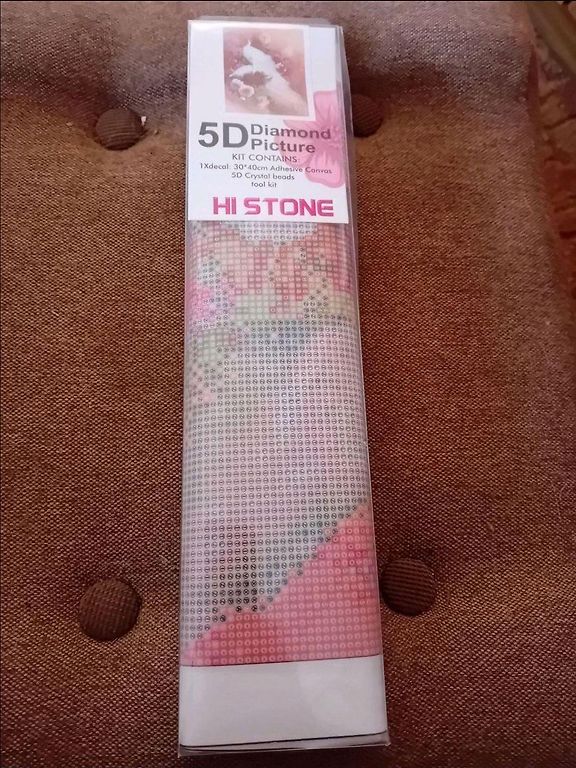 5D Diamond
Picture
KIT CONTAINS:
1Xdecal: 30*40cm Adhesive Canvas
5D Crystal beads
tool kit
HI STONE